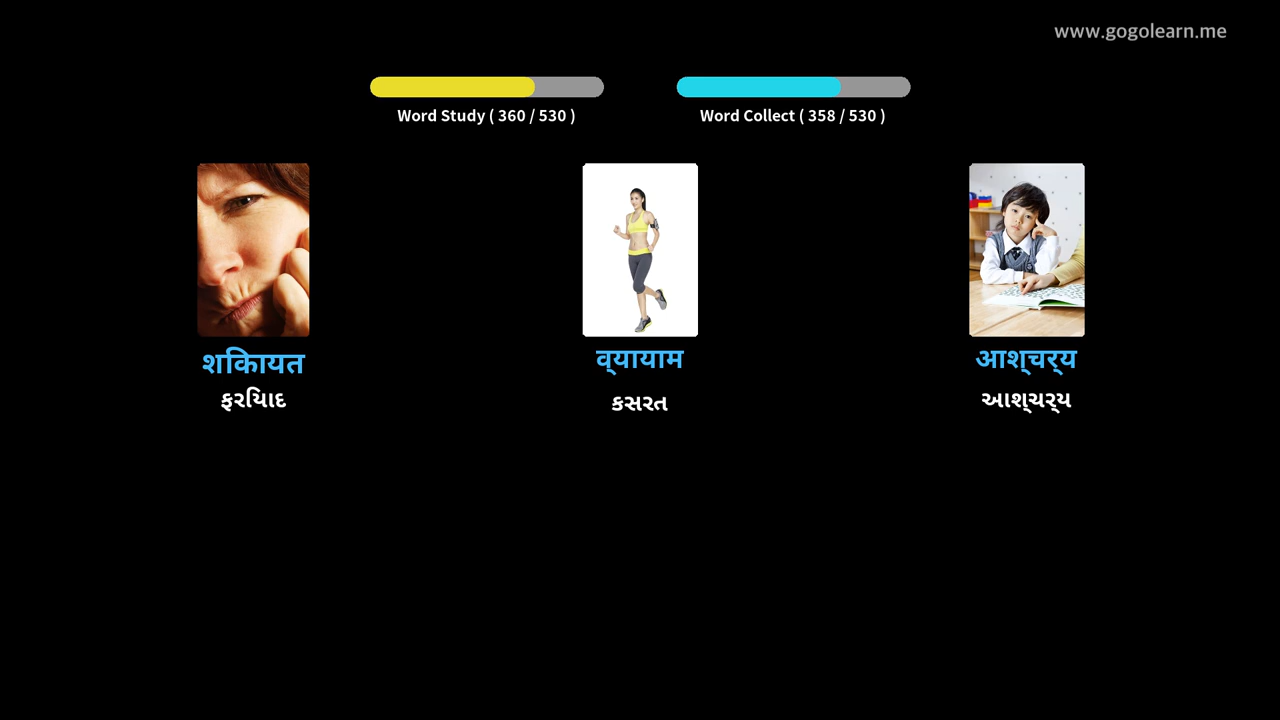 www.gogolearn.me
Word Study ( 360 / 530 )
Word Collect ( 358 / 530 )
शिकायत
व्यायाम
आश्चर्य
ફરિયાદ
કસરત
આશ્ચર્ય